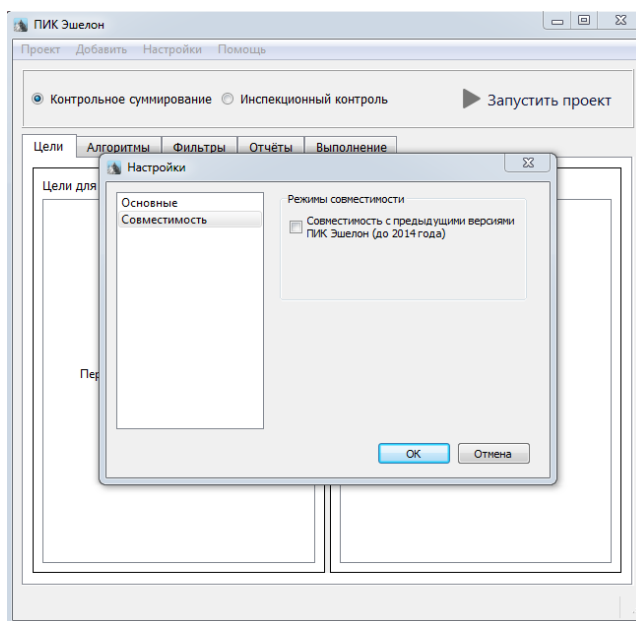 ПИК Эшелон
Проект Добавить Настройки Помощь
Контрольное суммирование Инспекционный контроль Запустить проект
Цели Алгоритмы Фильтры Отчёты Выполнение
Цели для
Настройки
Основные
Совместимость
Режимы совместимости
Совместимость с предыдущими версиями
ПИК Эшелон (до 2014 года)
Пер
OK Отмена